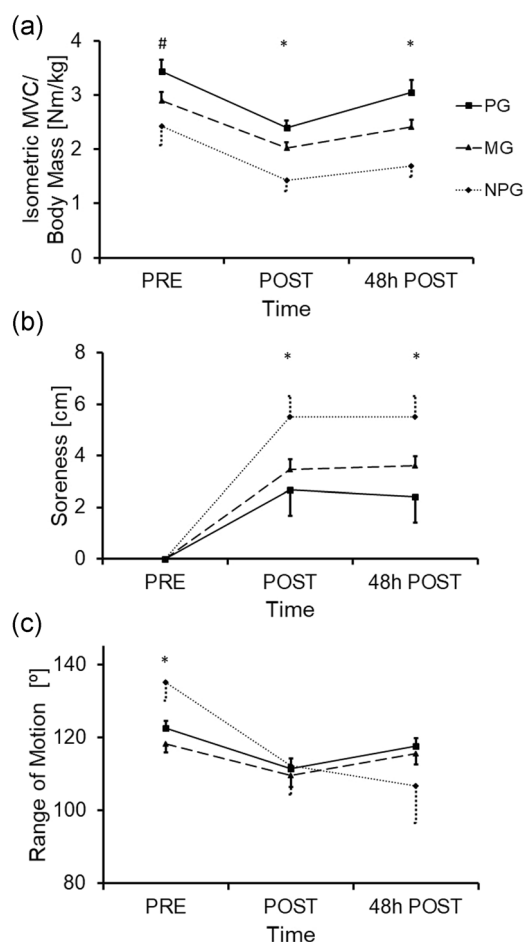 (a)
# * *
4
3
2
1
0
Isometric MVC/
Body Mass [Nm/kg]
PG
MG
NPG
PRE POST 48h POST
Time
(b)
* *
8
6
4
2
0
Soreness [cm]
PRE POST 48h POST
Time
(c)
*
140
120
100
80
Range of Motion [º]
PRE POST 48h POST
Time